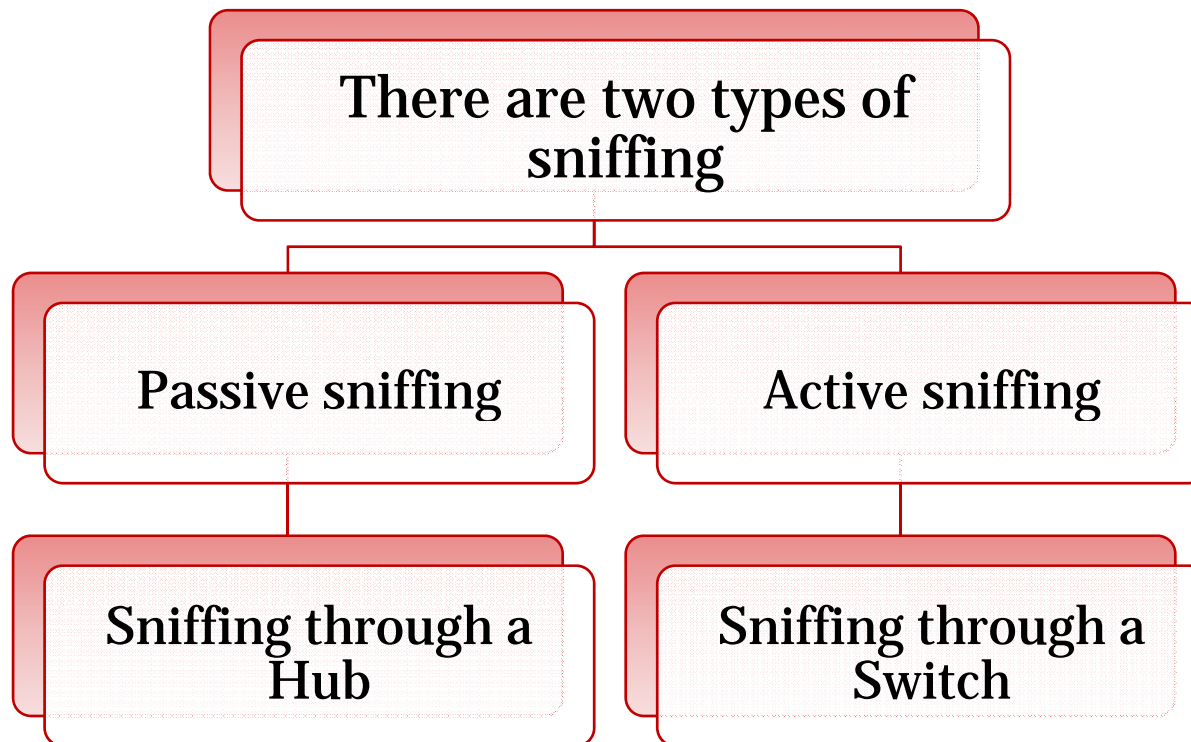 There are two types of
sniffing
Passive sniffing
Active sniffing
Sniffing through a
Hub
Sniffing through a
Switch